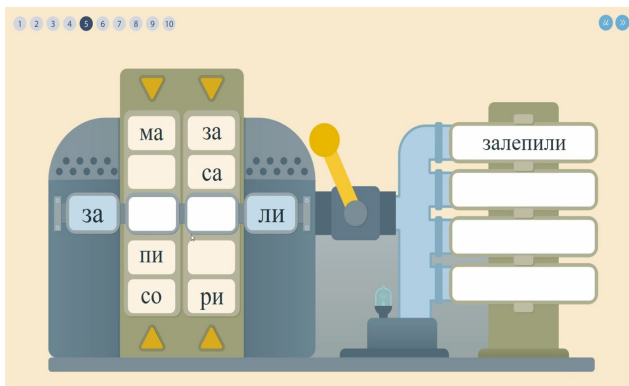 1 2 3 4 5 6 7 8 9 10
« »
ма за
са
за ли
пи
со ри
залепили